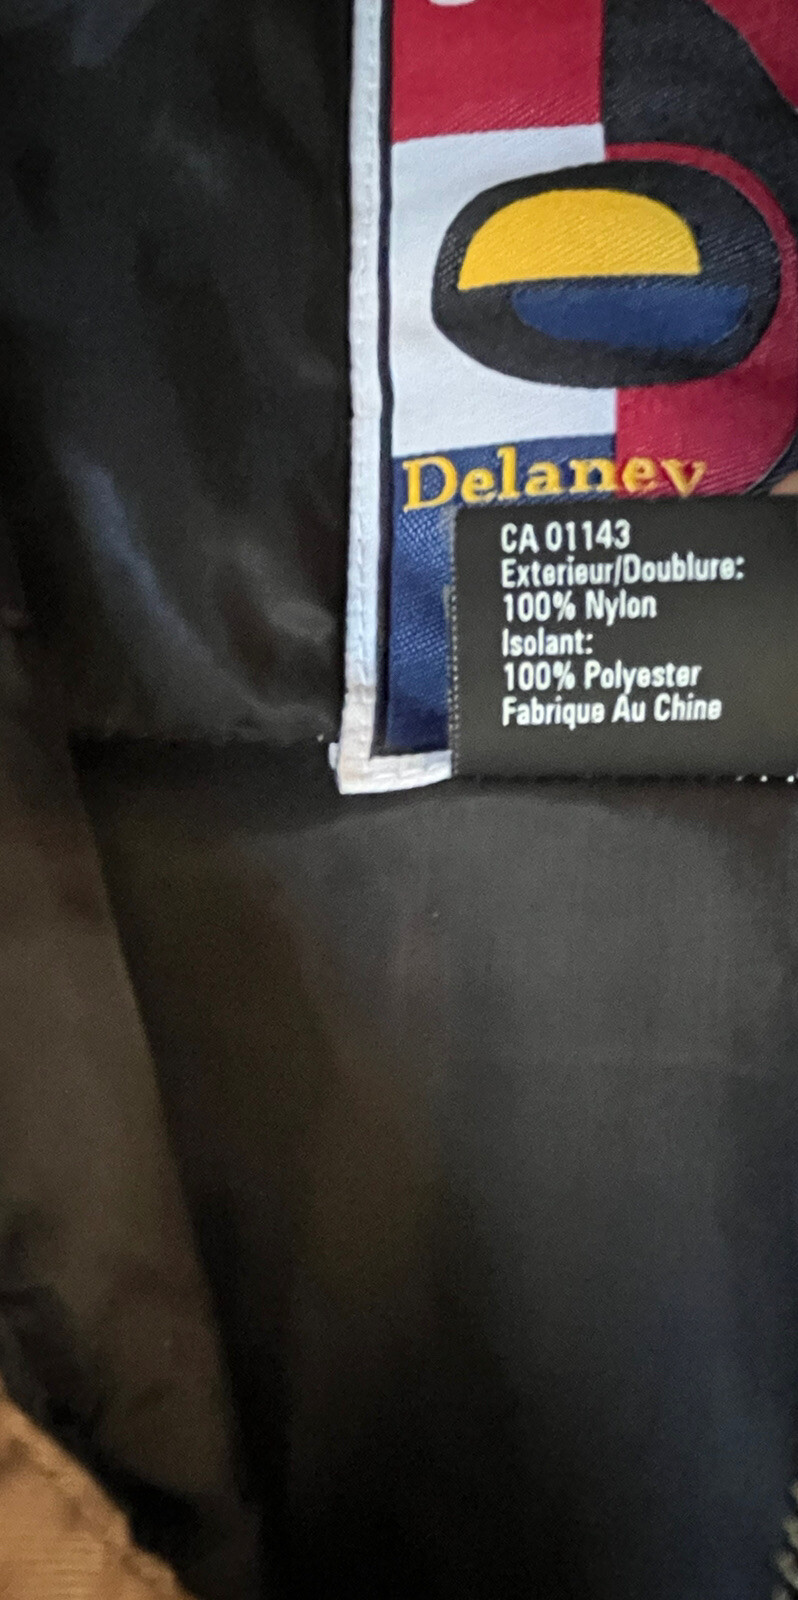 Delaney
CA 01143
Exterieur/Doublure:
100% Nylon
Isolant:
100% Polyester
Fabrique Au Chine